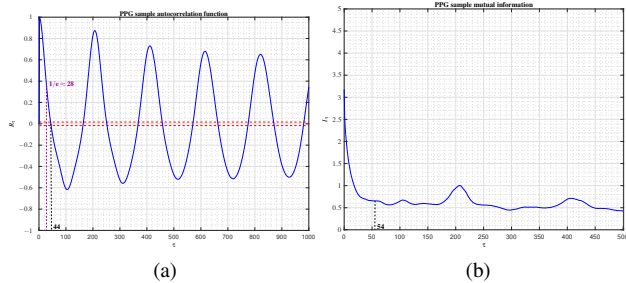 PPG sample autocorrelation function
1
0.8
0.6
0.4
0.2
0
-0.2
-0.4
-0.6
-0.8
-1
1/e ≈ 28
44
0 100 200 300 400 500 600 700 800 900 1000
τ
(a)
PPG sample mutual information
5
4.5
4
3.5
3
2.5
2
1.5
1
0.5
0
54
0 50 100 150 200 250 300 350 400 450 500
τ
(b)